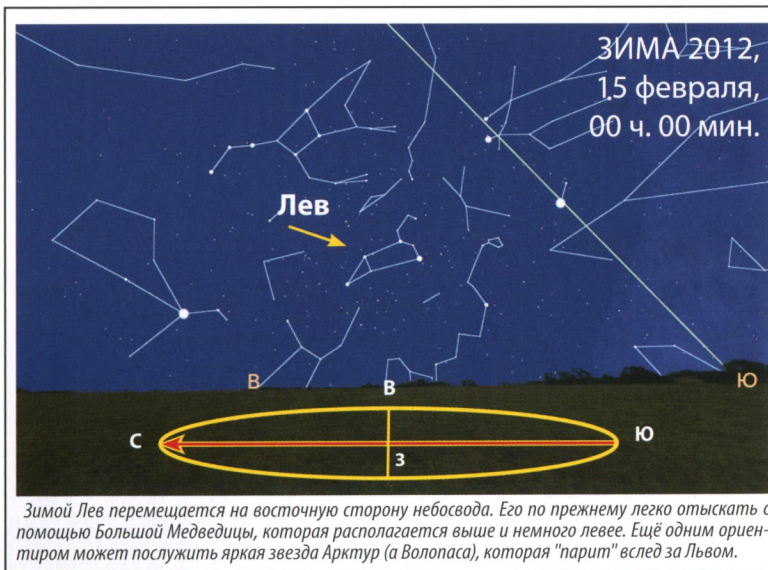 ЗИМА 2012,
15 февраля,
00 ч. 00 мин.
Лев
В
Ю
В
С
Ю
З
Зимой Лев перемещается на восточную сторону небосвода. Его по прежнему легко отыскать с
помощью Большой Медведицы, которая располагается выше и немного левее. Ещё одним ориен-
тиром может послужить яркая звезда Арктур (а Волопаса), которая "парит" вслед за Львом.